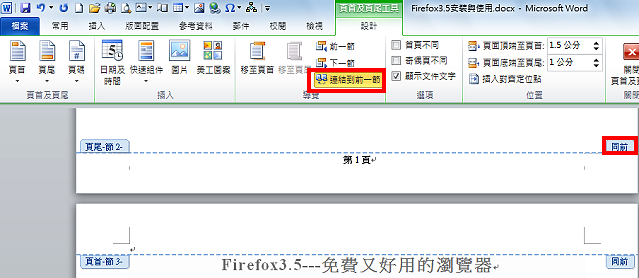 頁首及頁尾工具
Firefox3.5安裝與使用.docx - Microsoft Word
檔案 常用 插入 版面配置 參考資料 郵件 校閱 檢視 設計
頁首 頁尾 頁碼 日期及時間 快速組件 圖片 美工圖案 移至頁首 移至頁尾
前一節
下一節
連結到前一節
首頁不同
奇偶頁不同
顯示文件文字
頁首頂端至頁首: 1.5 公分
頁尾底端至頁尾: 1 公分
插入對齊定位點
關閉
頁首及頁
頁首及頁尾 插入 導覽 選項 位置 關
頁尾-節 2- 同前
第 1 頁
頁首-節 3- 同前
Firefox3.5---免費又好用的瀏覽器